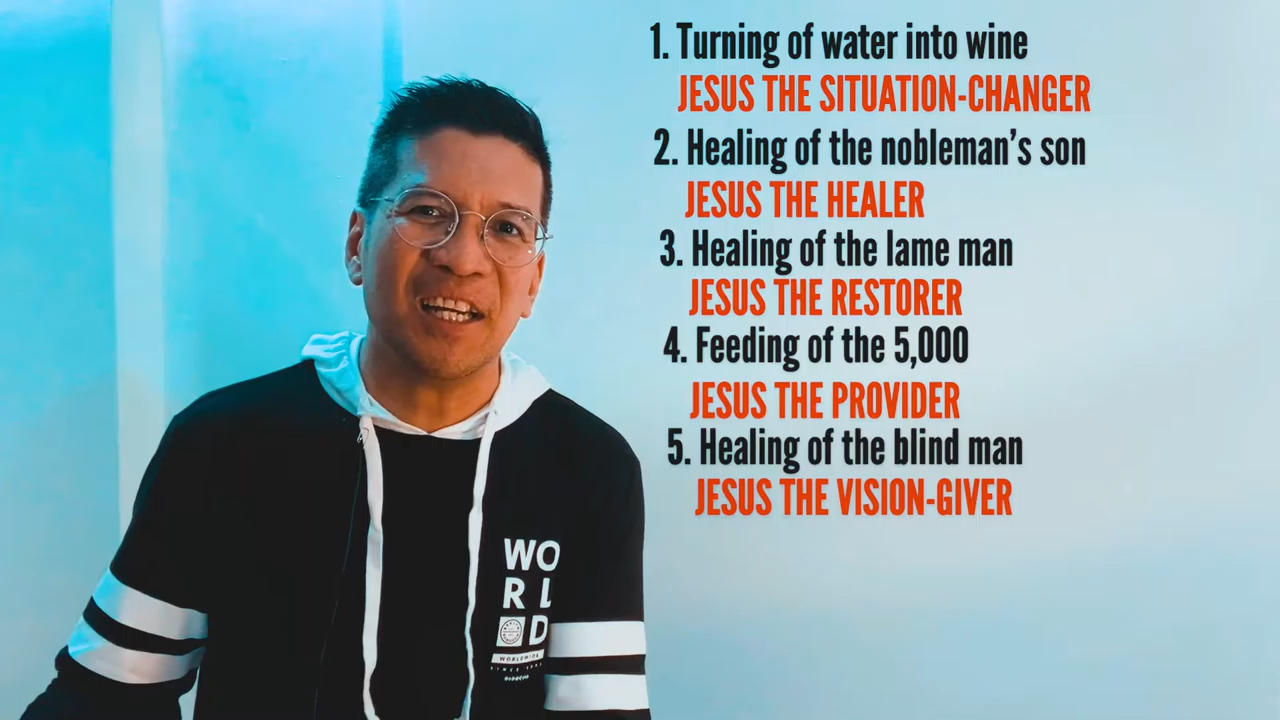 1. Turning of water into wine
JESUS THE SITUATION-CHANGER
2. Healing of the nobleman’s son
JESUS THE HEALER
3. Healing of the lame man
JESUS THE RESTORER
4. Feeding of the 5,000
JESUS THE PROVIDER
5. Healing of the blind man
JESUS THE VISION-GIVER
WO
RL
D
WORLDWIDE